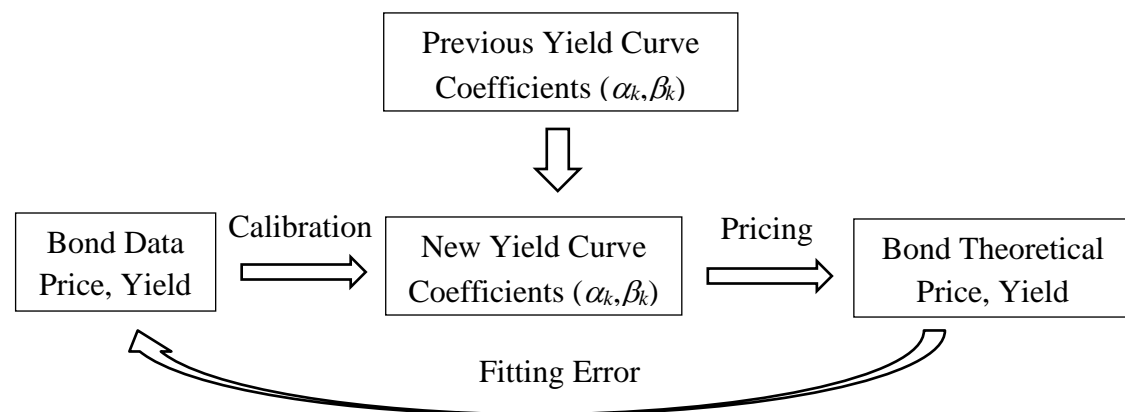 Previous Yield Curve
Coefficients (αk,βk)
Calibration
Pricing
Bond Data
Price, Yield
New Yield Curve
Coefficients (αk,βk)
Bond Theoretical
Price, Yield
Fitting Error